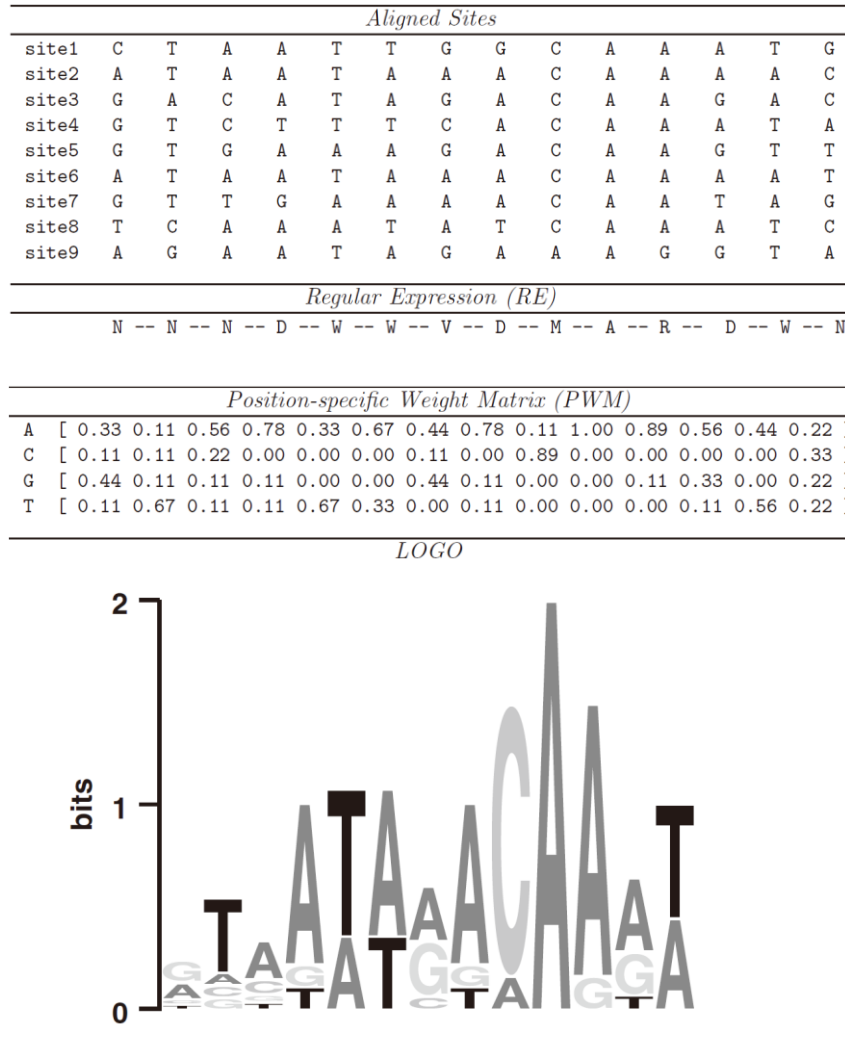 Aligned Sites
site1 C T A A T T G G C A A A T G
site2 A T A A T A A A C A A A A C
site3 G A C A T A G A C A A G A C
site4 G T C T T T C A C A A A T A
site5 G T G A A A G A C A A G T T
site6 A T A A T A A A C A A A A T
site7 G T T G A A A A C A A T A G
site8 T C A A A T A T C A A A T C
site9 A G A A T A G A A A G G T A
Regular Expression (RE)
N -- N -- N -- D -- W -- W -- V -- D -- M -- A -- R -- D -- W -- N
Position-specific Weight Matrix (PWM)
A [ 0.33 0.11 0.56 0.78 0.33 0.67 0.44 0.78 0.11 1.00 0.89 0.56 0.44 0.22 ]
C [ 0.11 0.11 0.22 0.00 0.00 0.00 0.11 0.00 0.89 0.00 0.00 0.00 0.00 0.33 ]
G [ 0.44 0.11 0.11 0.11 0.00 0.00 0.44 0.11 0.00 0.00 0.11 0.33 0.00 0.22 ]
T [ 0.11 0.67 0.11 0.11 0.67 0.33 0.00 0.11 0.00 0.00 0.00 0.11 0.56 0.22 ]
LOGO
2
1
0
bits
G T A A T A A A C A A A T
A A C G A T G G A G G A
C G T C T T
G T